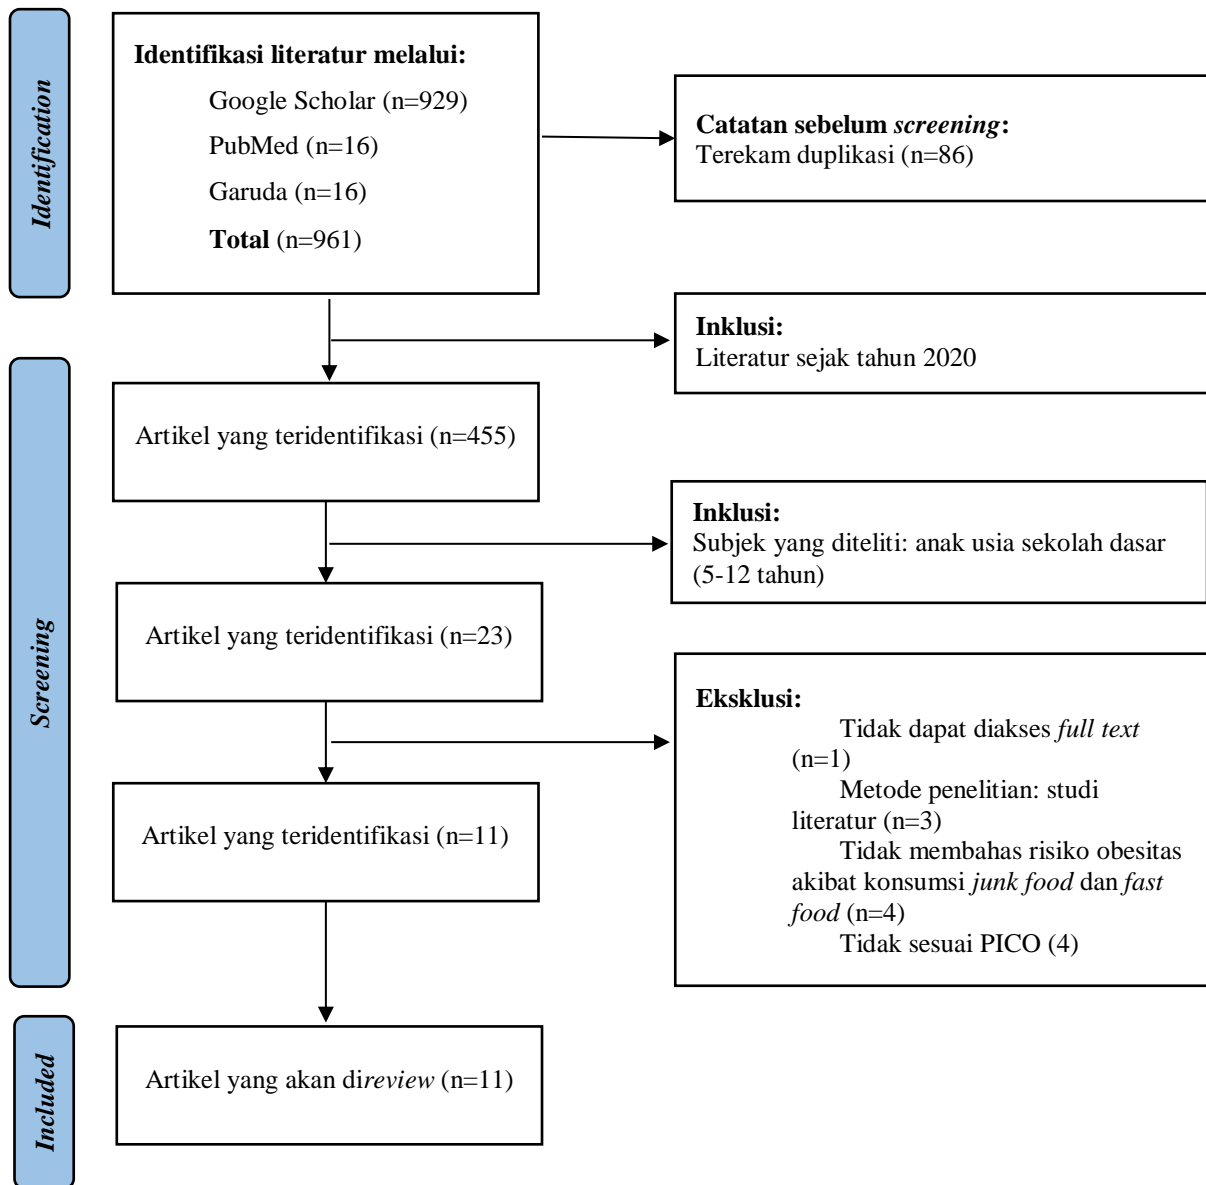 Identification
Identifikasi literatur melalui:
Google Scholar (n=929)
PubMed (n=16)
Garuda (n=16)
Total (n=961)
Catatan sebelum screening:
Terekam duplikasi (n=86)
Inklusi:
Literatur sejak tahun 2020
Screening
Artikel yang teridentifikasi (n=455)
Inklusi:
Subjek yang diteliti: anak usia sekolah dasar
(5-12 tahun)
Artikel yang teridentifikasi (n=23)
Eksklusi:
Tidak dapat diakses full text
(n=1)
Metode penelitian: studi
literatur (n=3)
Tidak membahas risiko obesitas
akibat konsumsi junk food dan fast
food (n=4)
Tidak sesuai PICO (4)
Artikel yang teridentifikasi (n=11)
Included
Artikel yang akan direview (n=11)